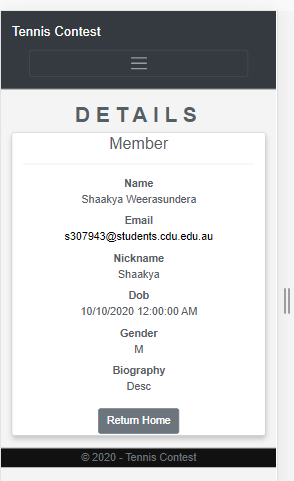 Tennis Contest
DETAILS
Member
Name
Shaakya Weerasundera
Email
s307943@students.cdu.edu.au
Nickname
Shaakya
Dob
10/10/2020 12:00:00 AM
Gender
M
Biography
Desc
Return Home
© 2020 - Tennis Contest